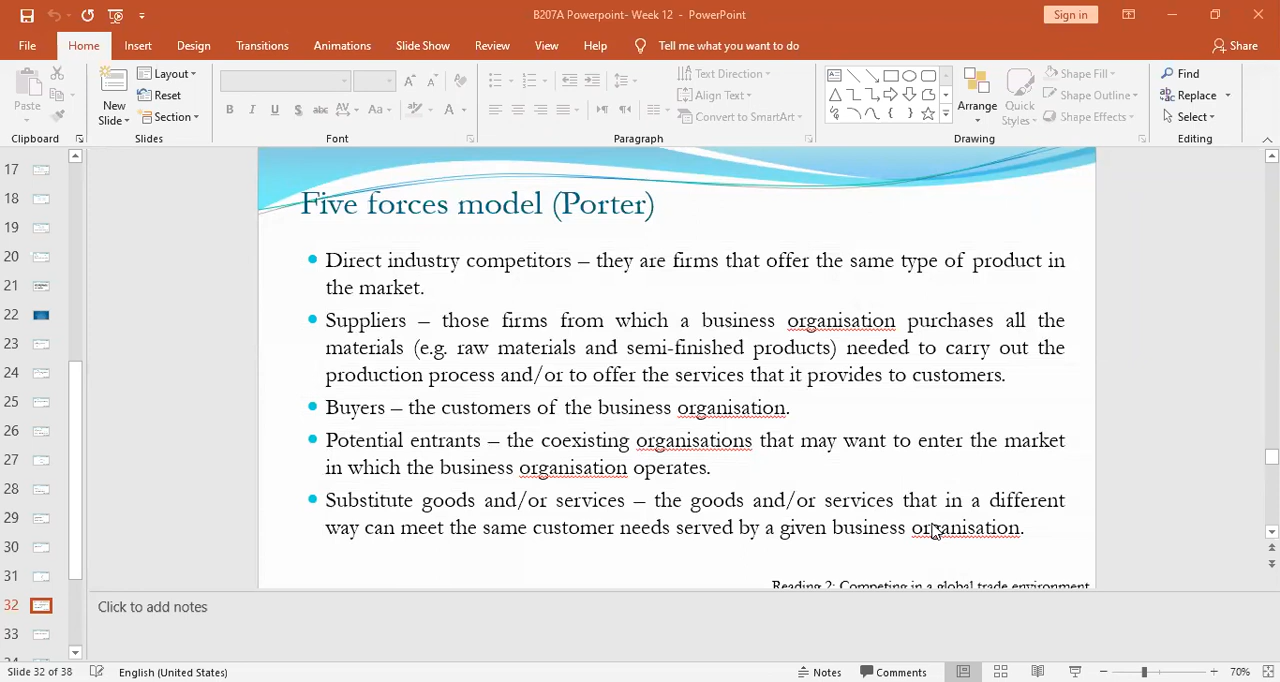 B207A Powerpoint- Week 12 - PowerPoint
Sign in
File Home Insert Design Transitions Animations Slide Show Review View Help Tell me what you want to do Share
Paste
New Slide
Layout
Reset
Section
B I U S abc AV Aa A
Text Direction
Align Text
Convert to SmartArt
Arrange
Quick Styles
Shape Fill
Shape Outline
Shape Effects
Find
Replace
Select
Clipboard Slides Font Paragraph Drawing Editing
17
18
19
20
21
22
23
24
25
26
27
28
29
30
31
32
33
Five forces model (Porter)
Direct industry competitors – they are firms that offer the same type of product in
the market.
Suppliers – those firms from which a business organisation purchases all the
materials (e.g. raw materials and semi-finished products) needed to carry out the
production process and/or to offer the services that it provides to customers.
Buyers – the customers of the business organisation.
Potential entrants – the coexisting organisations that may want to enter the market
in which the business organisation operates.
Substitute goods and/or services – the goods and/or services that in a different
way can meet the same customer needs served by a given business organisation.
Reading 2: Competing in a global trade environment
Click to add notes
Slide 32 of 38 English (United States) Notes Comments 70%